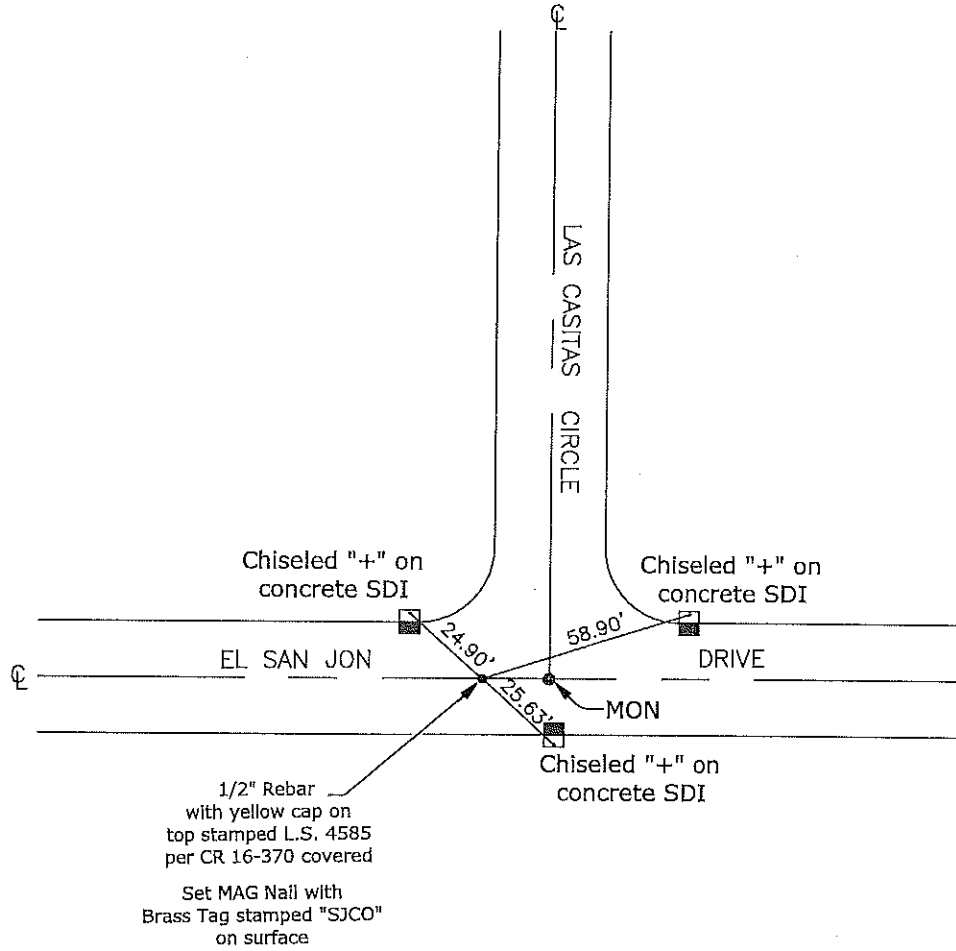 ℄
LAS CASITAS CIRCLE
Chiseled "+" on
concrete SDI
Chiseled "+" on
concrete SDI
24.90'
58.90'
EL SAN JON
DRIVE
℄
25.63'
MON
Chiseled "+" on
concrete SDI
1/2" Rebar
with yellow cap on
top stamped L.S. 4585
per CR 16-370 covered
Set MAG Nail with
Brass Tag stamped "SJCO"
on surface